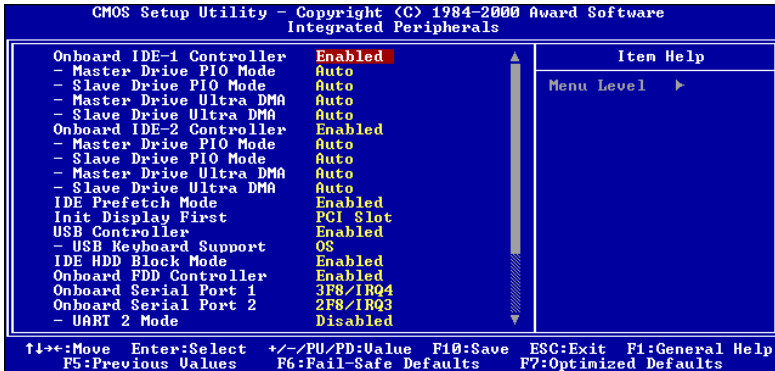 CMOS Setup Utility - Copyright (C) 1984-2000 Award Software
Integrated Peripherals
Onboard IDE-1 Controller Enabled
- Master Drive PIO Mode Auto
- Slave Drive PIO Mode Auto
- Master Drive Ultra DMA Auto
- Slave Drive Ultra DMA Auto
Onboard IDE-2 Controller Enabled
- Master Drive PIO Mode Auto
- Slave Drive PIO Mode Auto
- Master Drive Ultra DMA Auto
- Slave Drive Ultra DMA Auto
IDE Prefetch Mode Enabled
Init Display First PCI Slot
USB Controller Enabled
- USB Keyboard Support OS
IDE HDD Block Mode Enabled
Onboard FDD Controller Enabled
Onboard Serial Port 1 3F8/IRQ4
Onboard Serial Port 2 2F8/IRQ3
- UART 2 Mode Disabled
Item Help
Menu Level ►
↑↓→←:Move Enter:Select +/-/PU/PD:Value F10:Save ESC:Exit F1:General Help
F5:Previous Values F6:Fail-Safe Defaults F7:Optimized Defaults